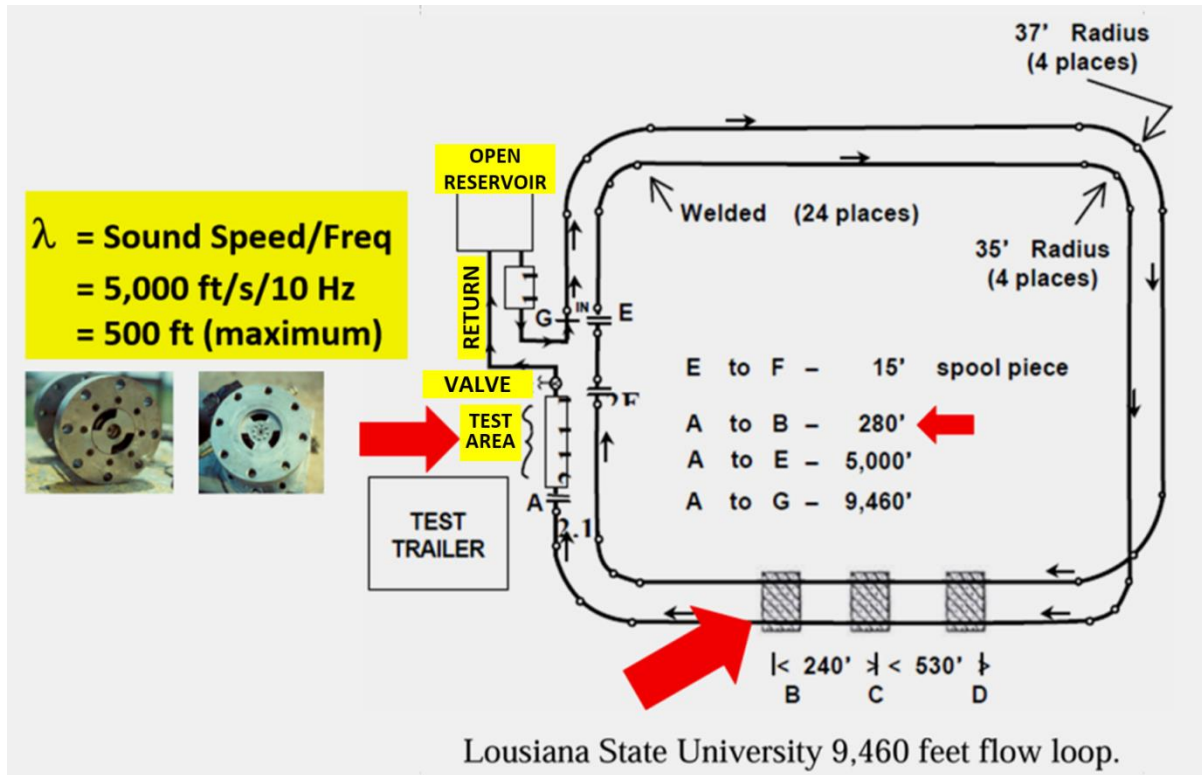 37' Radius
(4 places)
OPEN
RESERVOIR
λ = Sound Speed/Freq
= 5,000 ft/s/10 Hz
= 500 ft (maximum)
Welded (24 places)
35' Radius
(4 places)
RETURN
G
IN
E
VALVE
TEST
AREA
E to F – 15' spool piece
A to B – 280'
A to E – 5,000'
A to G – 9,460'
A
2.1
TEST
TRAILER
|< 240' >|< 530' >|
B C D
Lousiana State University 9,460 feet flow loop.